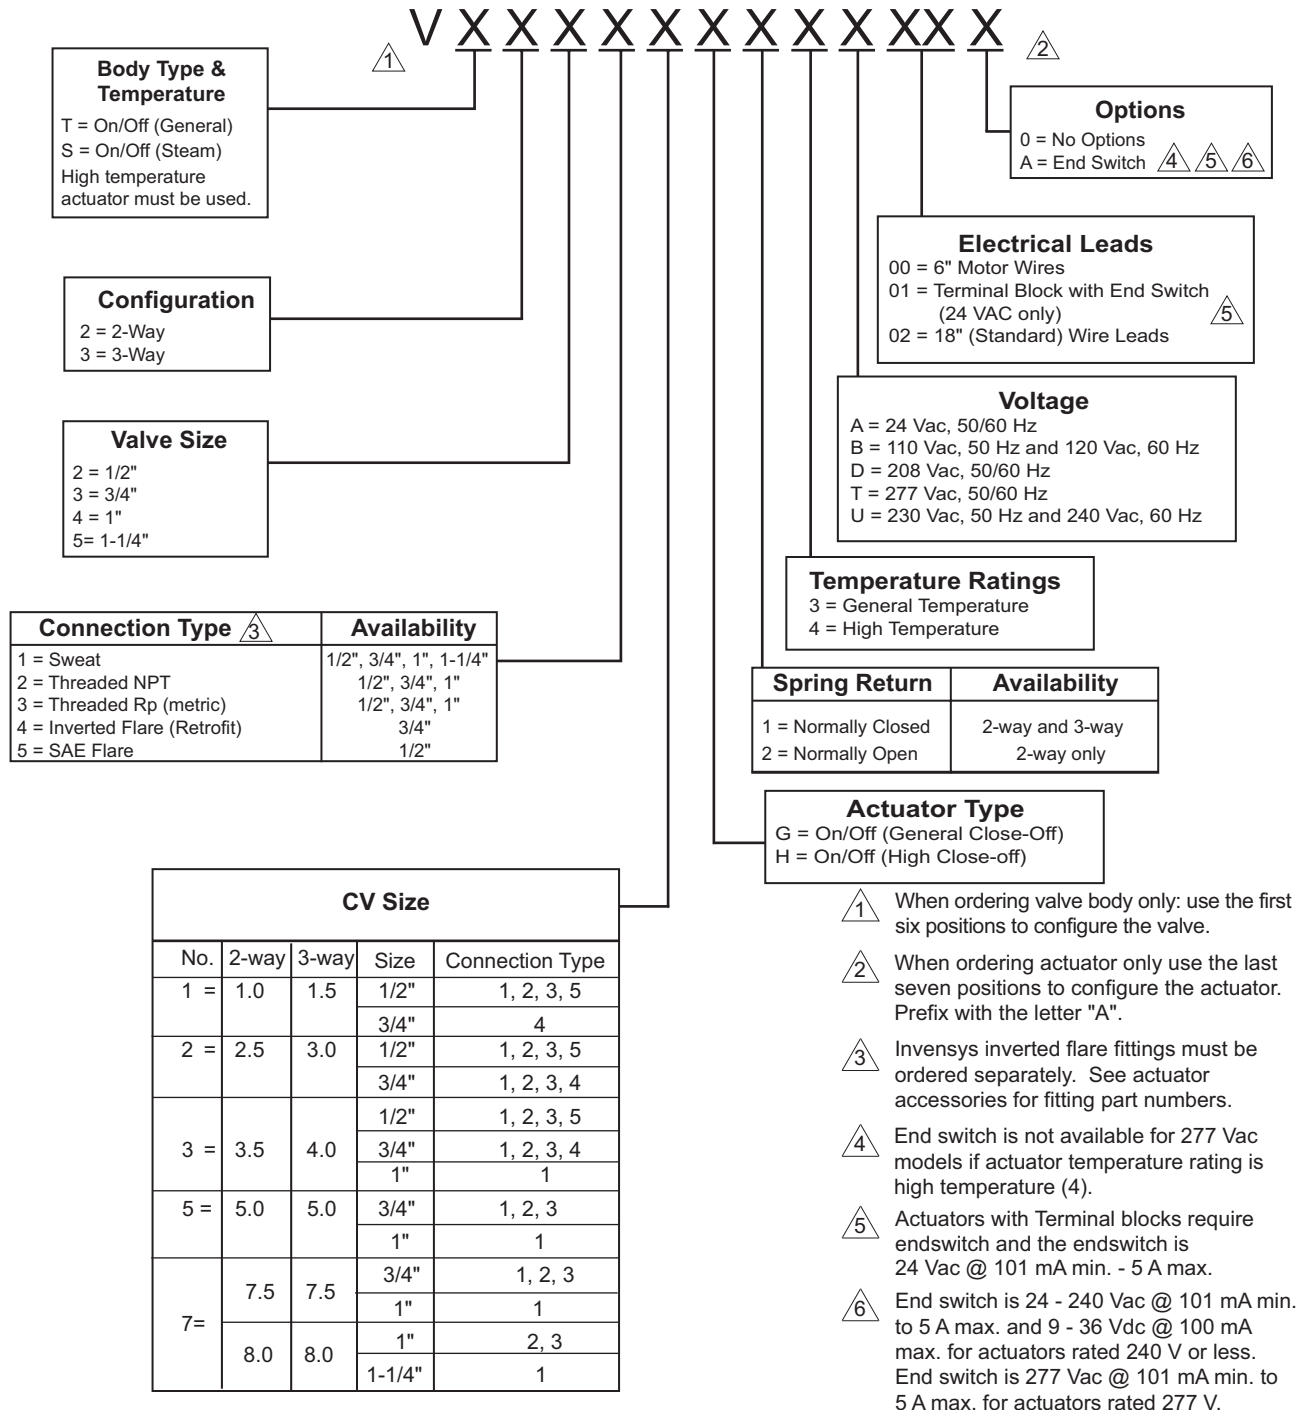 V X X X X X X X X X XX X
1
2
Body Type &
Temperature
T = On/Off (General)
S = On/Off (Steam)
High temperature
actuator must be used.
Options
0 = No Options
A = End Switch 4 5 6
Electrical Leads
00 = 6" Motor Wires
01 = Terminal Block with End Switch
(24 VAC only) 5
02 = 18" (Standard) Wire Leads
Configuration
2 = 2-Way
3 = 3-Way
Voltage
A = 24 Vac, 50/60 Hz
B = 110 Vac, 50 Hz and 120 Vac, 60 Hz
D = 208 Vac, 50/60 Hz
T = 277 Vac, 50/60 Hz
U = 230 Vac, 50 Hz and 240 Vac, 60 Hz
Valve Size
2 = 1/2"
3 = 3/4"
4 = 1"
5= 1-1/4"
Temperature Ratings
3 = General Temperature
4 = High Temperature
Connection Type 3 Availability
1 = Sweat 1/2", 3/4", 1", 1-1/4"
2 = Threaded NPT 1/2", 3/4", 1"
3 = Threaded Rp (metric) 1/2", 3/4", 1"
4 = Inverted Flare (Retrofit) 3/4"
5 = SAE Flare 1/2"
Spring Return Availability
1 = Normally Closed 2-way and 3-way
2 = Normally Open 2-way only
Actuator Type
G = On/Off (General Close-Off)
H = On/Off (High Close-off)
CV Size
No. 2-way 3-way Size Connection Type
1 = 1.0 1.5 1/2" 1, 2, 3, 5
3/4" 4
2 = 2.5 3.0 1/2" 1, 2, 3, 5
3/4" 1, 2, 3, 4
1/2" 1, 2, 3, 5
3 = 3.5 4.0 3/4" 1, 2, 3, 4
1" 1
5 = 5.0 5.0 3/4" 1, 2, 3
1" 1
7= 7.5 7.5 3/4" 1, 2, 3
1" 1
8.0 8.0 1" 2, 3
1-1/4" 1
1 When ordering valve body only: use the first
six positions to configure the valve.
2 When ordering actuator only use the last
seven positions to configure the actuator.
Prefix with the letter "A".
3 Invensys inverted flare fittings must be
ordered separately. See actuator
accessories for fitting part numbers.
4 End switch is not available for 277 Vac
models if actuator temperature rating is
high temperature (4).
5 Actuators with Terminal blocks require
endswitch and the endswitch is
24 Vac @ 101 mA min. - 5 A max.
6 End switch is 24 - 240 Vac @ 101 mA min.
to 5 A max. and 9 - 36 Vdc @ 100 mA
max. for actuators rated 240 V or less.
End switch is 277 Vac @ 101 mA min. to
5 A max. for actuators rated 277 V.